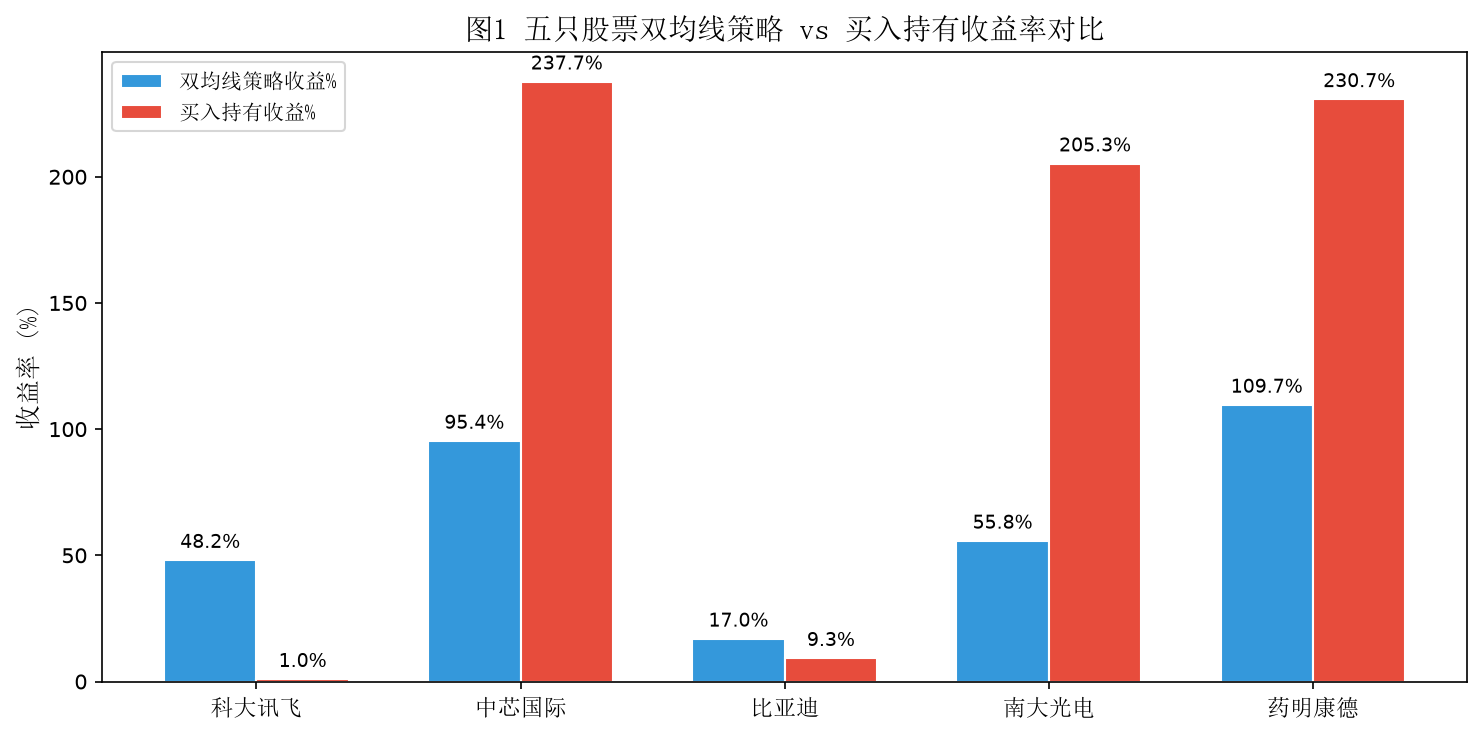 图1 五只股票双均线策略 vs 买入持有收益率对比
双均线策略收益%
买入持有收益%
收益率 (%)
200
150
100
50
0
48.2%
1.0%
95.4%
237.7%
17.0%
9.3%
55.8%
205.3%
109.7%
230.7%
科大讯飞
中芯国际
比亚迪
南大光电
药明康德